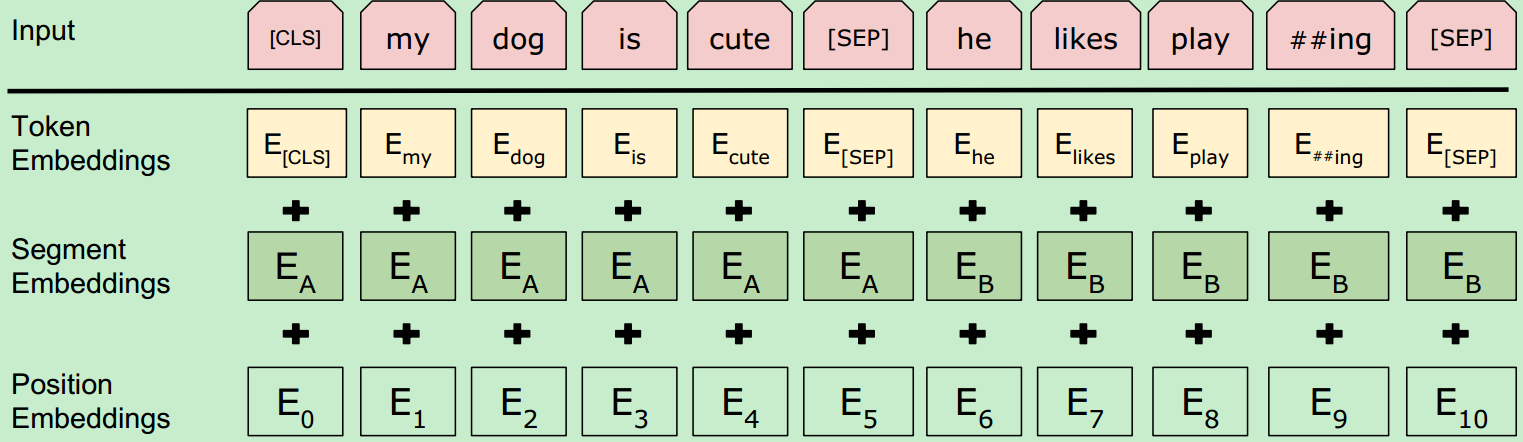 Input [CLS] my dog is cute [SEP] he likes play ##ing [SEP]
Token Embeddings E[CLS] Emy Edog Eis Ecute E[SEP] Ehe Elikes Eplay E##ing E[SEP]
+ + + + + + + + + + +
Segment Embeddings EA EA EA EA EA EA EB EB EB EB EB
+ + + + + + + + + + +
Position Embeddings E0 E1 E2 E3 E4 E5 E6 E7 E8 E9 E10